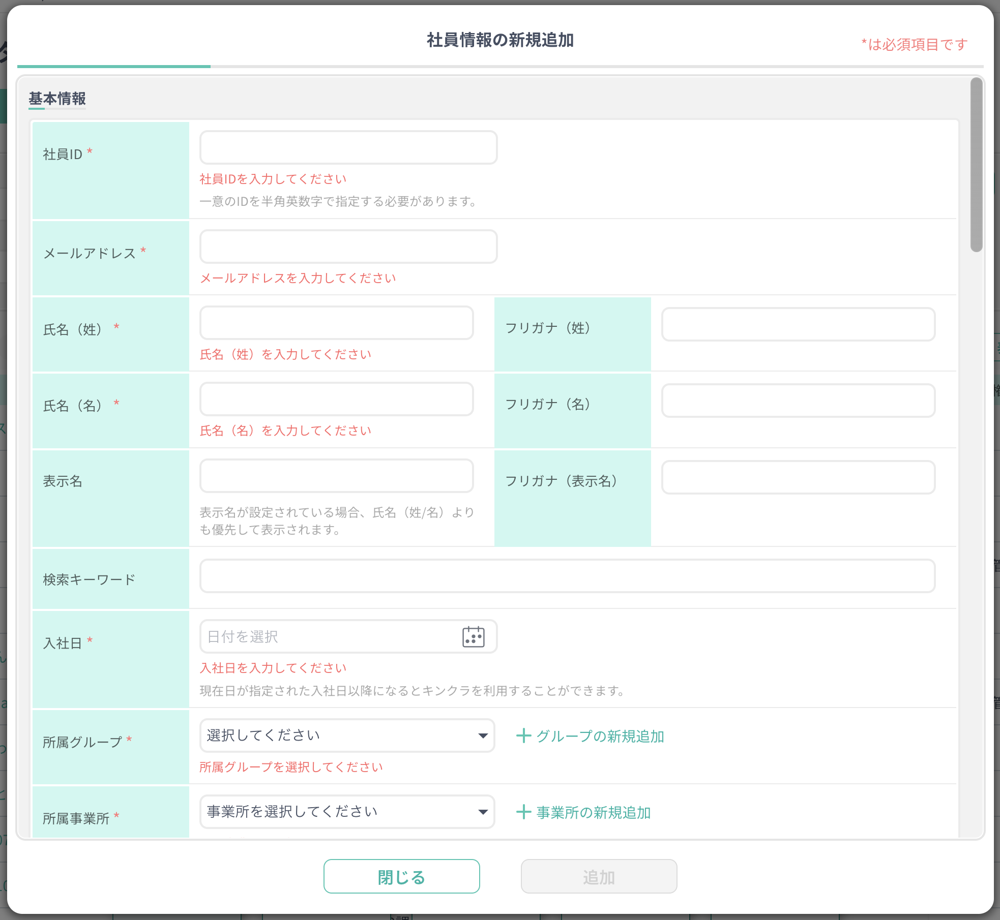 社員情報の新規追加
*は必須項目です
基本情報
社員ID *
社員IDを入力してください
一意のIDを半角英数字で指定する必要があります。
メールアドレス *
メールアドレスを入力してください
氏名（姓） *
氏名（姓）を入力してください
フリガナ（姓）
氏名（名） *
氏名（名）を入力してください
フリガナ（名）
表示名
表示名が設定されている場合、氏名（姓/名）より
も優先して表示されます。
フリガナ（表示名）
検索キーワード
入社日 *
日付を選択
入社日を入力してください
現在日が指定された入社日以降になるとキンクラを利用することができます。
所属グループ *
選択してください
グループの新規追加
所属グループを選択してください
所属事業所 *
事業所を選択してください
事業所の新規追加
閉じる
追加